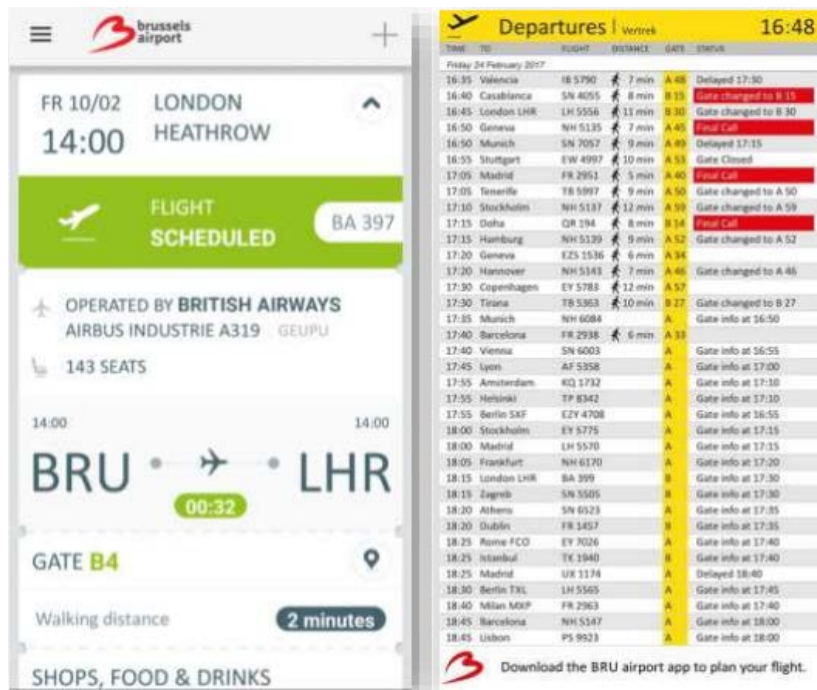 brussels
airport
FR 10/02 LONDON
14:00 HEATHROW
FLIGHT
SCHEDULED
BA 397
OPERATED BY BRITISH AIRWAYS
AIRBUS INDUSTRIE A319 GEUPU
143 SEATS
14:00 14:00
BRU LHR
00:32
GATE B4
Walking distance 2 minutes
SHOPS, FOOD & DRINKS
Departures | Vertrek 16:48
TIME TO FLIGHT DISTANCE GATE STATUS
Friday 24 February 2017
16:35 Valencia IB 5790 7 min A 48 Delayed 17:30
16:40 Casablanca SN 4055 8 min B 15 Gate changed to B 15
16:45 London LHR LH 5556 11 min B 30 Gate changed to B 30
16:50 Geneva NH 5135 7 min A 45 Final Call
16:50 Munich SN 7057 9 min A 49 Delayed 17:15
16:55 Stuttgart EW 4997 10 min A 53 Gate Closed
17:05 Madrid FR 2951 5 min A 40 Final Call
17:05 Tenerife TB 5997 9 min A 50 Gate changed to A 50
17:10 Stockholm NH 5137 12 min A 59 Gate changed to A 59
17:15 Doha QR 194 8 min B 14 Final Call
17:15 Hamburg NH 5139 9 min A 52 Gate changed to A 52
17:20 Geneva EZS 1536 6 min A 34
17:20 Hannover NH 5143 7 min A 46 Gate changed to A 46
17:30 Copenhagen EY 5783 12 min A 57
17:30 Tirana TB 5363 10 min B 27 Gate changed to B 27
17:35 Munich NH 6084 A Gate info at 16:50
17:40 Barcelona FR 2938 6 min A 33
17:40 Vienna SN 6003 A Gate info at 16:55
17:45 Lyon AF 5358 A Gate info at 17:00
17:55 Amsterdam KQ 1732 A Gate info at 17:10
17:55 Helsinki TP 8342 A Gate info at 17:10
17:55 Berlin SXF EZY 4708 A Gate info at 16:55
18:00 Stockholm EY 5775 A Gate info at 17:15
18:00 Madrid LH 5570 A Gate info at 17:15
18:05 Frankfurt NH 6170 A Gate info at 17:20
18:15 London LHR BA 399 B Gate info at 17:30
18:15 Zagreb SN 5505 B Gate info at 17:30
18:20 Athens SN 6523 A Gate info at 17:35
18:20 Dublin FR 1457 B Gate info at 17:35
18:25 Rome FCO EY 7026 A Gate info at 17:40
18:25 Istanbul TK 1940 B Gate info at 17:40
18:25 Madrid UX 1174 A Delayed 18:40
18:30 Berlin TXL LH 5565 A Gate info at 17:45
18:40 Milan MXP FR 2963 A Gate info at 17:40
18:45 Barcelona NH 5147 A Gate info at 18:00
18:45 Lisbon PS 9923 A Gate info at 18:00
Download the BRU airport app to plan your flight.